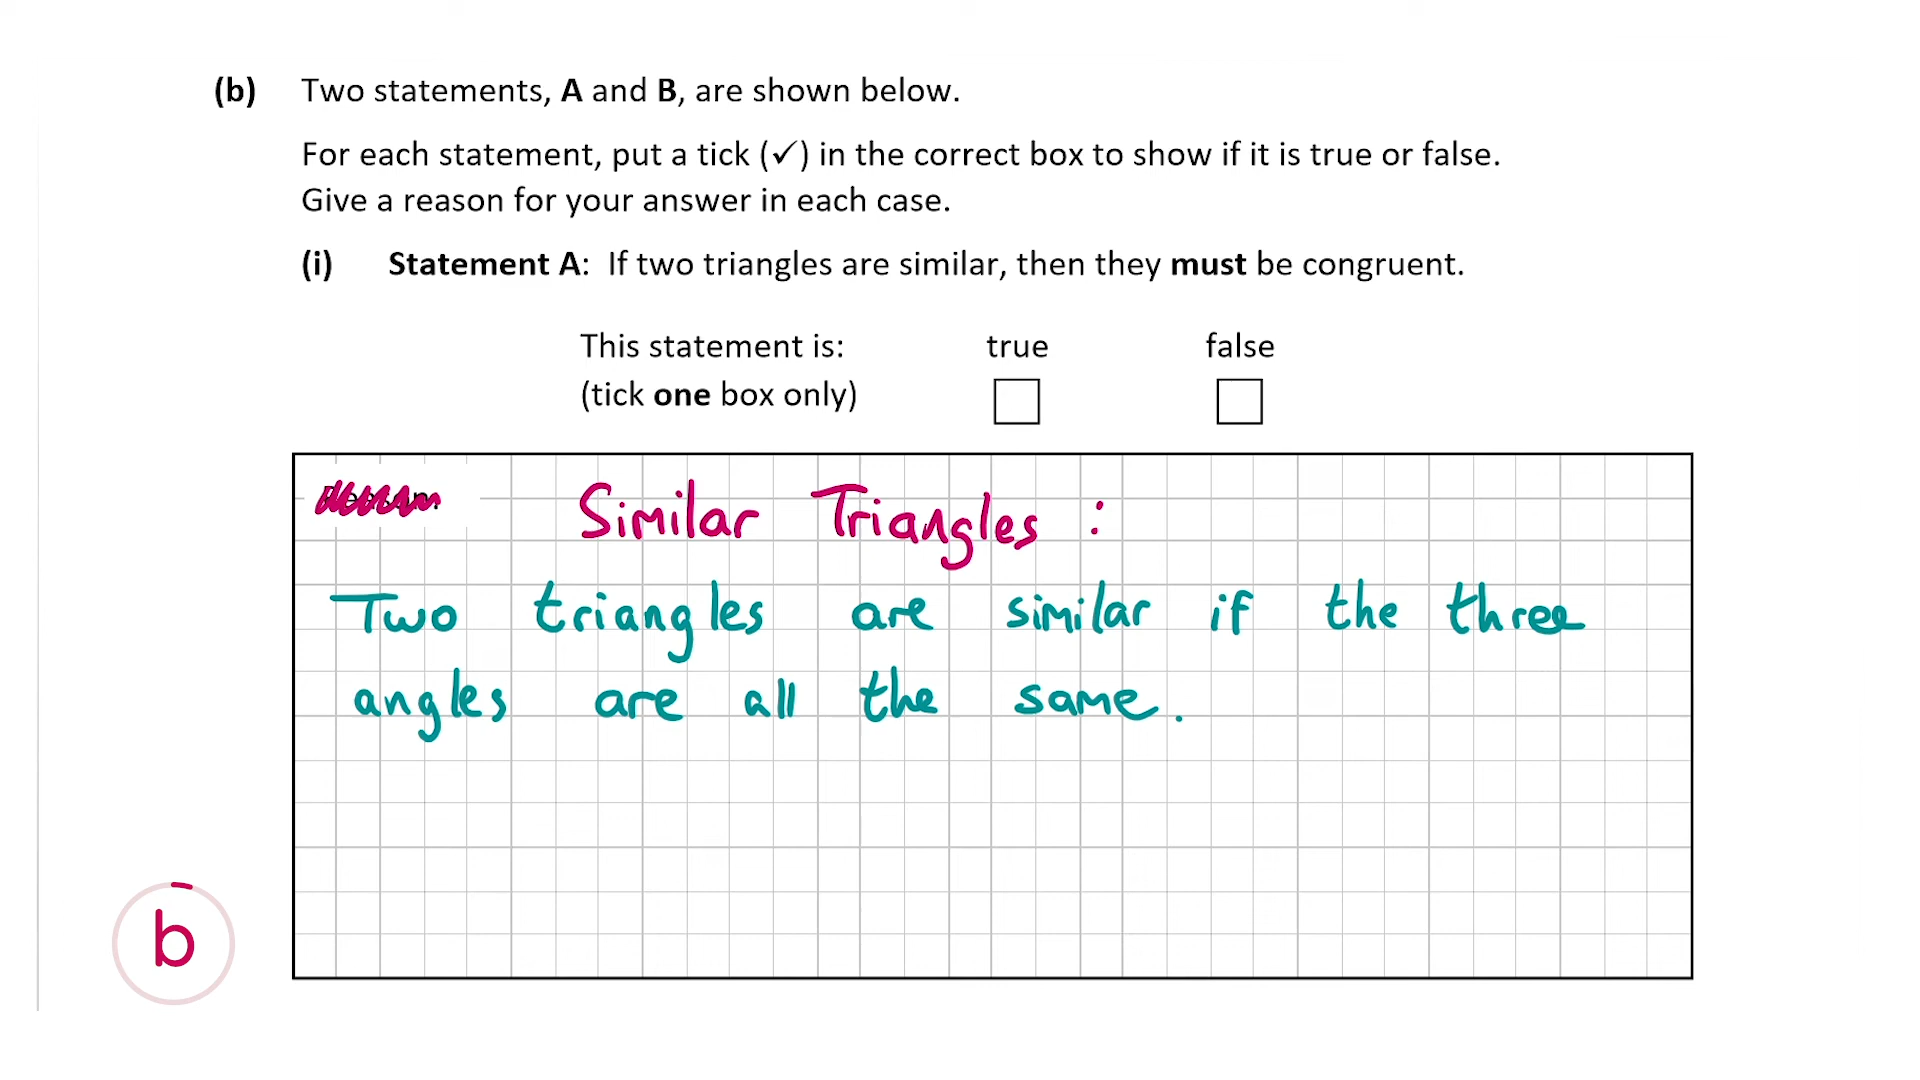 (b) Two statements, A and B, are shown below.
For each statement, put a tick (✓) in the correct box to show if it is true or false.
Give a reason for your answer in each case.
(i) Statement A: If two triangles are similar, then they must be congruent.
This statement is: true false
(tick one box only)
Similar Triangles :
Two triangles are similar if the three
angles are all the same.
b